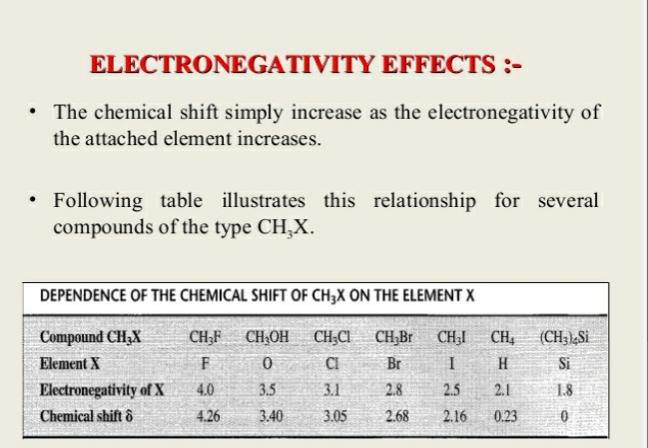 ELECTRONEGATIVITY EFFECTS :-
• The chemical shift simply increase as the electronegativity of
the attached element increases.
• Following table illustrates this relationship for several
compounds of the type CH₃X.
DEPENDENCE OF THE CHEMICAL SHIFT OF CH₃X ON THE ELEMENT X
Compound CH₃X CH₃F CH₃OH CH₃Cl CH₃Br CH₃I CH₄ (CH₃)₄Si
Element X F O Cl Br I H Si
Electronegativity of X 4.0 3.5 3.1 2.8 2.5 2.1 1.8
Chemical shift δ 4.26 3.40 3.05 2.68 2.16 0.23 0